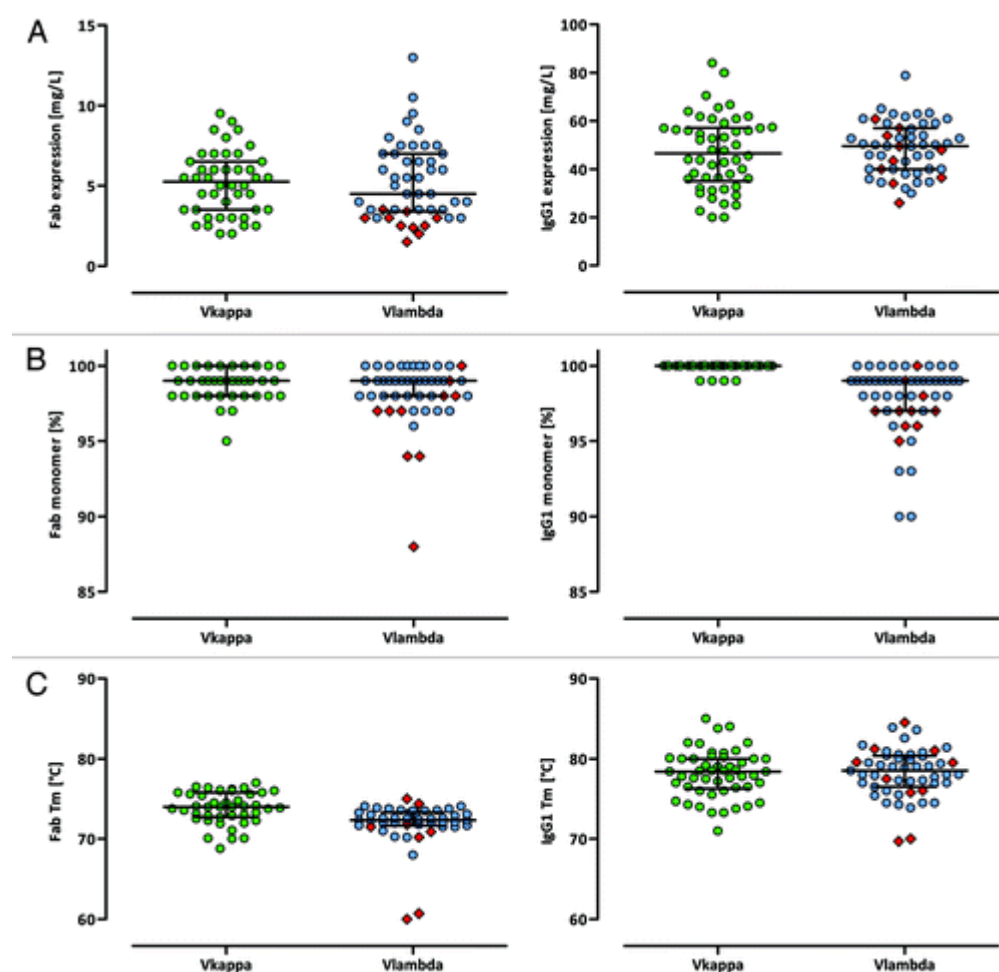 A
Fab expression [mg/L]
15
10
5
0
Vkappa
Vlambda
IgG1 expression [mg/L]
100
80
60
40
20
0
Vkappa
Vlambda
B
Fab monomer [%]
100
95
90
85
Vkappa
Vlambda
IgG1 monomer [%]
100
95
90
85
Vkappa
Vlambda
C
Fab Tm [°C]
90
80
70
60
Vkappa
Vlambda
IgG1 Tm [°C]
90
80
70
60
Vkappa
Vlambda